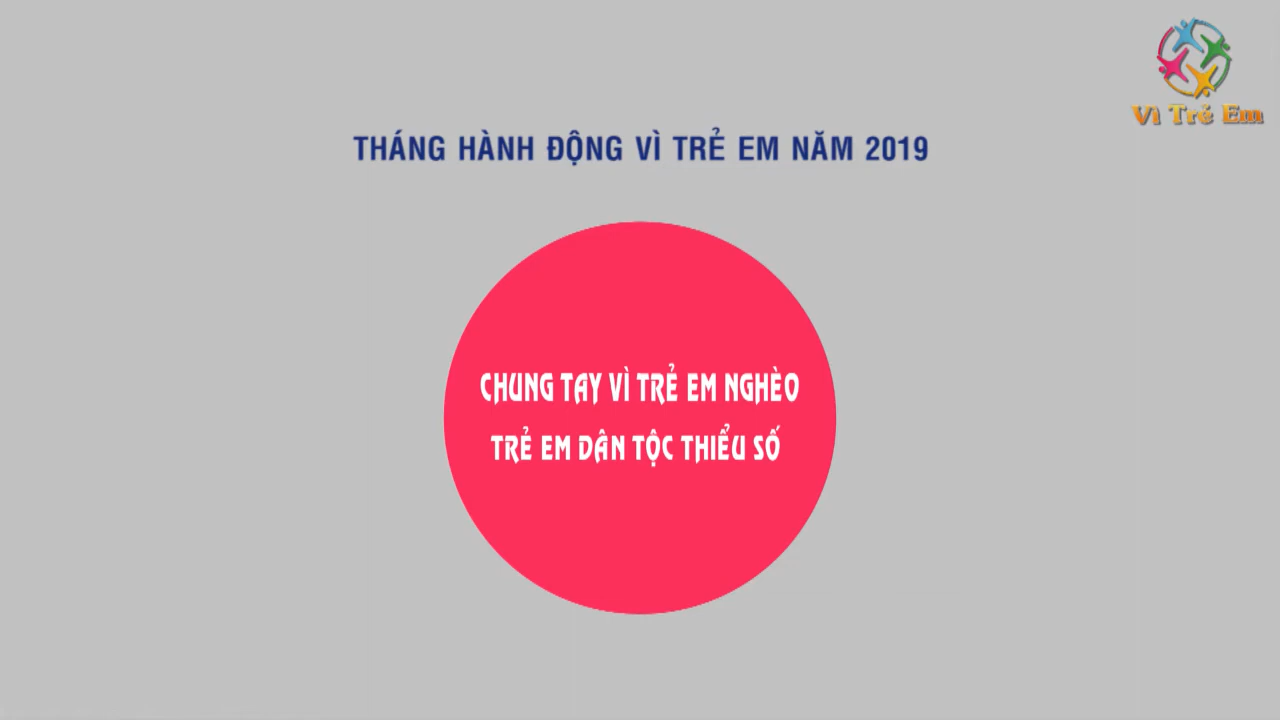 Vì Trẻ Em
THÁNG HÀNH ĐỘNG VÌ TRẺ EM NĂM 2019
CHUNG TAY VÌ TRẺ EM NGHÈO
TRẺ EM DÂN TỘC THIỂU SỐ